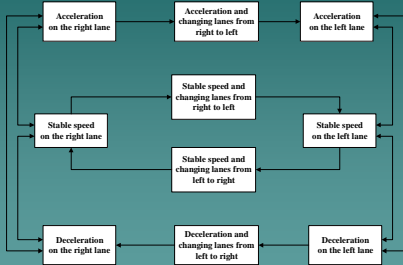 Acceleration
on the right lane
Acceleration and
changing lanes from
right to left
Acceleration
on the left lane
Stable speed and
changing lanes from
right to left
Stable speed
on the right lane
Stable speed
on the left lane
Stable speed and
changing lanes from
left to right
Deceleration
on the right lane
Deceleration and
changing lanes from
left to right
Deceleration
on the left lane